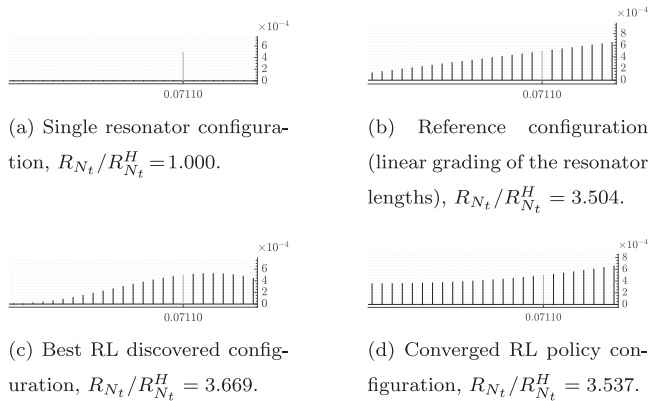 ×10⁻⁴
6
4
2
0
0.07110
(a) Single resonator configura-
tion, R_{N_t}/R^H_{N_t} = 1.000.
×10⁻⁴
8
6
4
2
0
0.07110
(b) Reference configuration
(linear grading of the resonator
lengths), R_{N_t}/R^H_{N_t} = 3.504.
×10⁻⁴
6
4
2
0
0.07110
(c) Best RL discovered config-
uration, R_{N_t}/R^H_{N_t} = 3.669.
×10⁻⁴
8
6
4
2
0
0.07110
(d) Converged RL policy con-
figuration, R_{N_t}/R^H_{N_t} = 3.537.